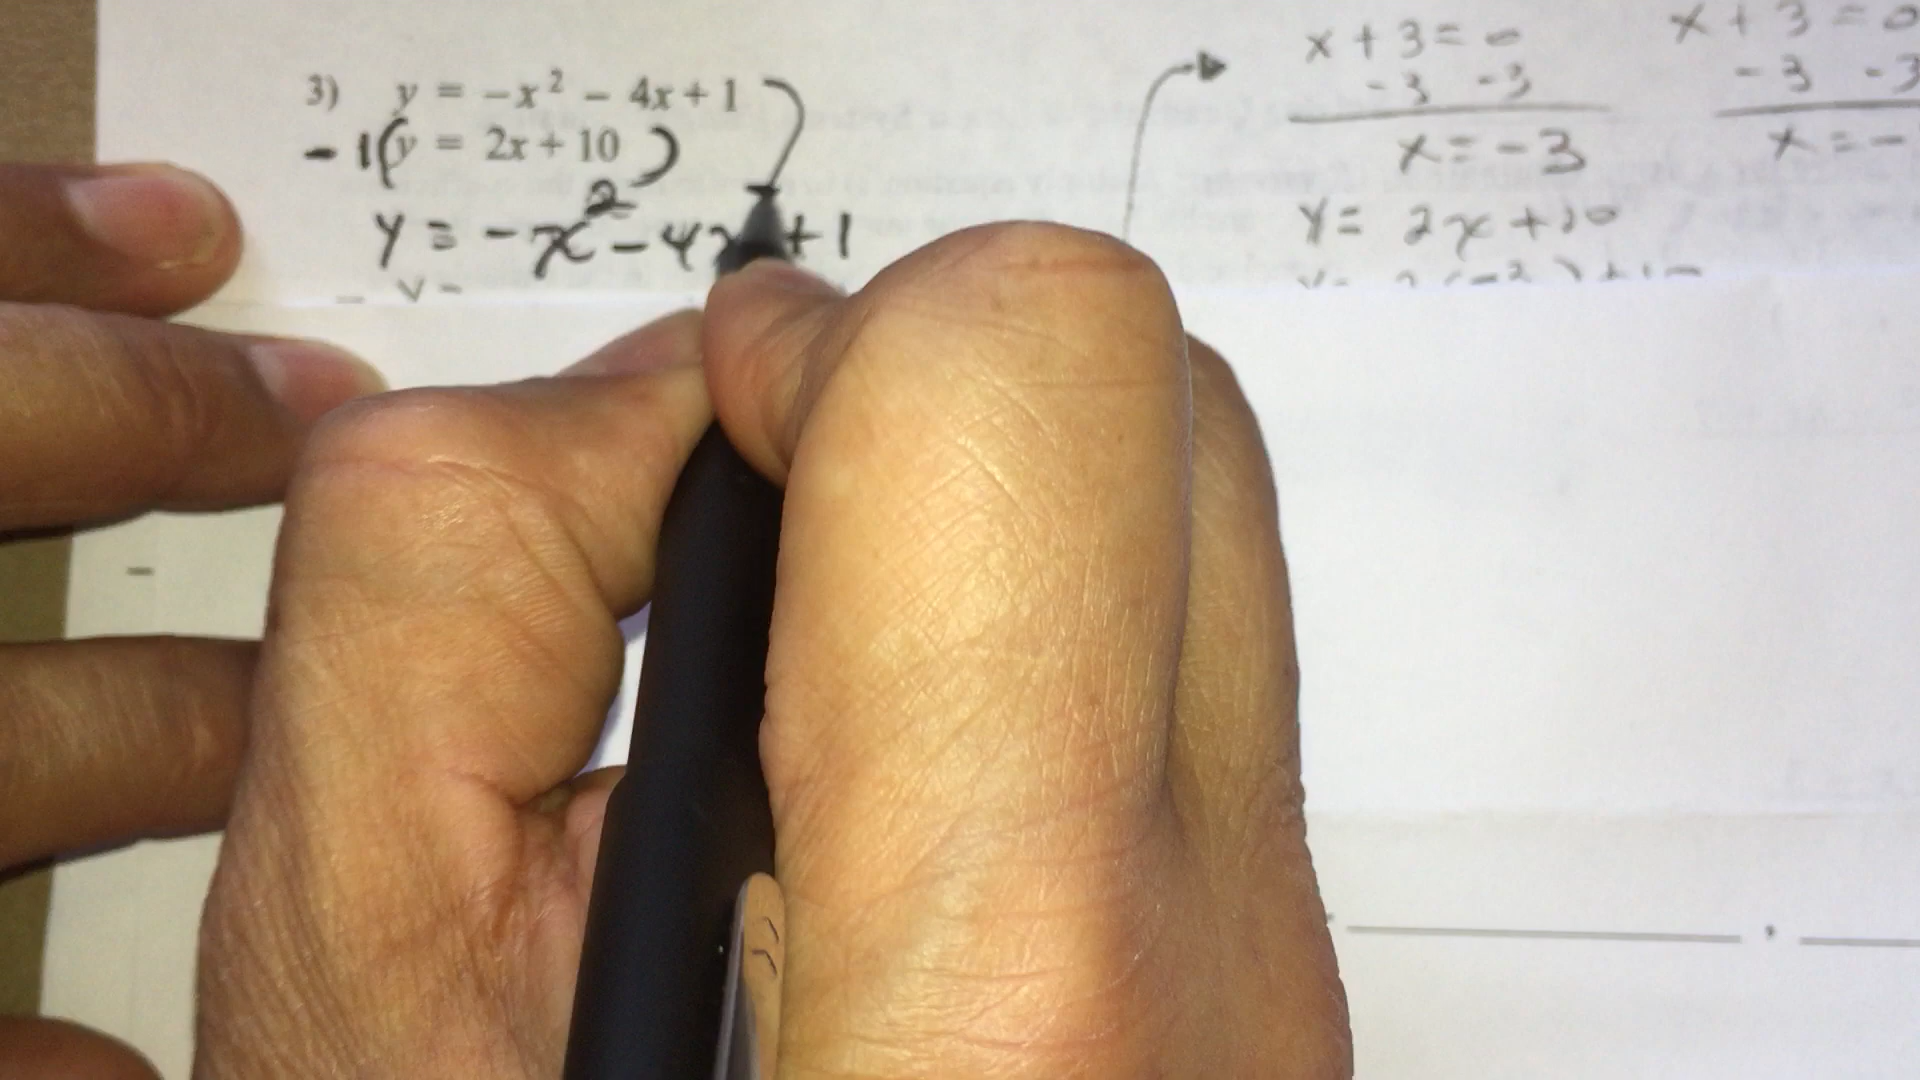 3) y = -x² - 4x + 1
-1(y = 2x + 10)
y = -x² - 4x + 1
- y =
x + 3 = 0
-3 -3
x = -3
y = 2x + 10
x + 3 = 0
-3 -3
x = -